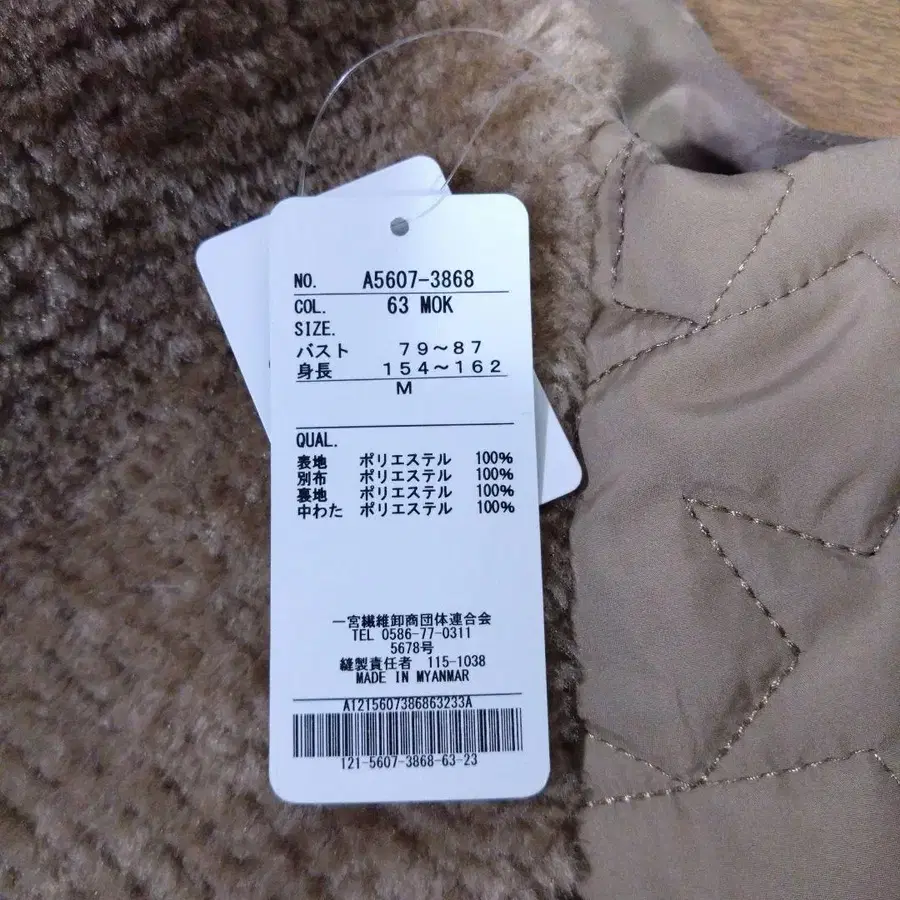 NO. A5607-3868
COL. 63 MOK
SIZE.
バスト 79～87
身長 154～162
M
QUAL.
表地 ポリエステル 100%
別布 ポリエステル 100%
裏地 ポリエステル 100%
中わた ポリエステル 100%
一宮繊維卸商団体連合会
TEL 0586-77-0311
5678号
縫製責任者 115-1038
MADE IN MYANMAR
A1215607386863233A
121-5607-3868-63-23